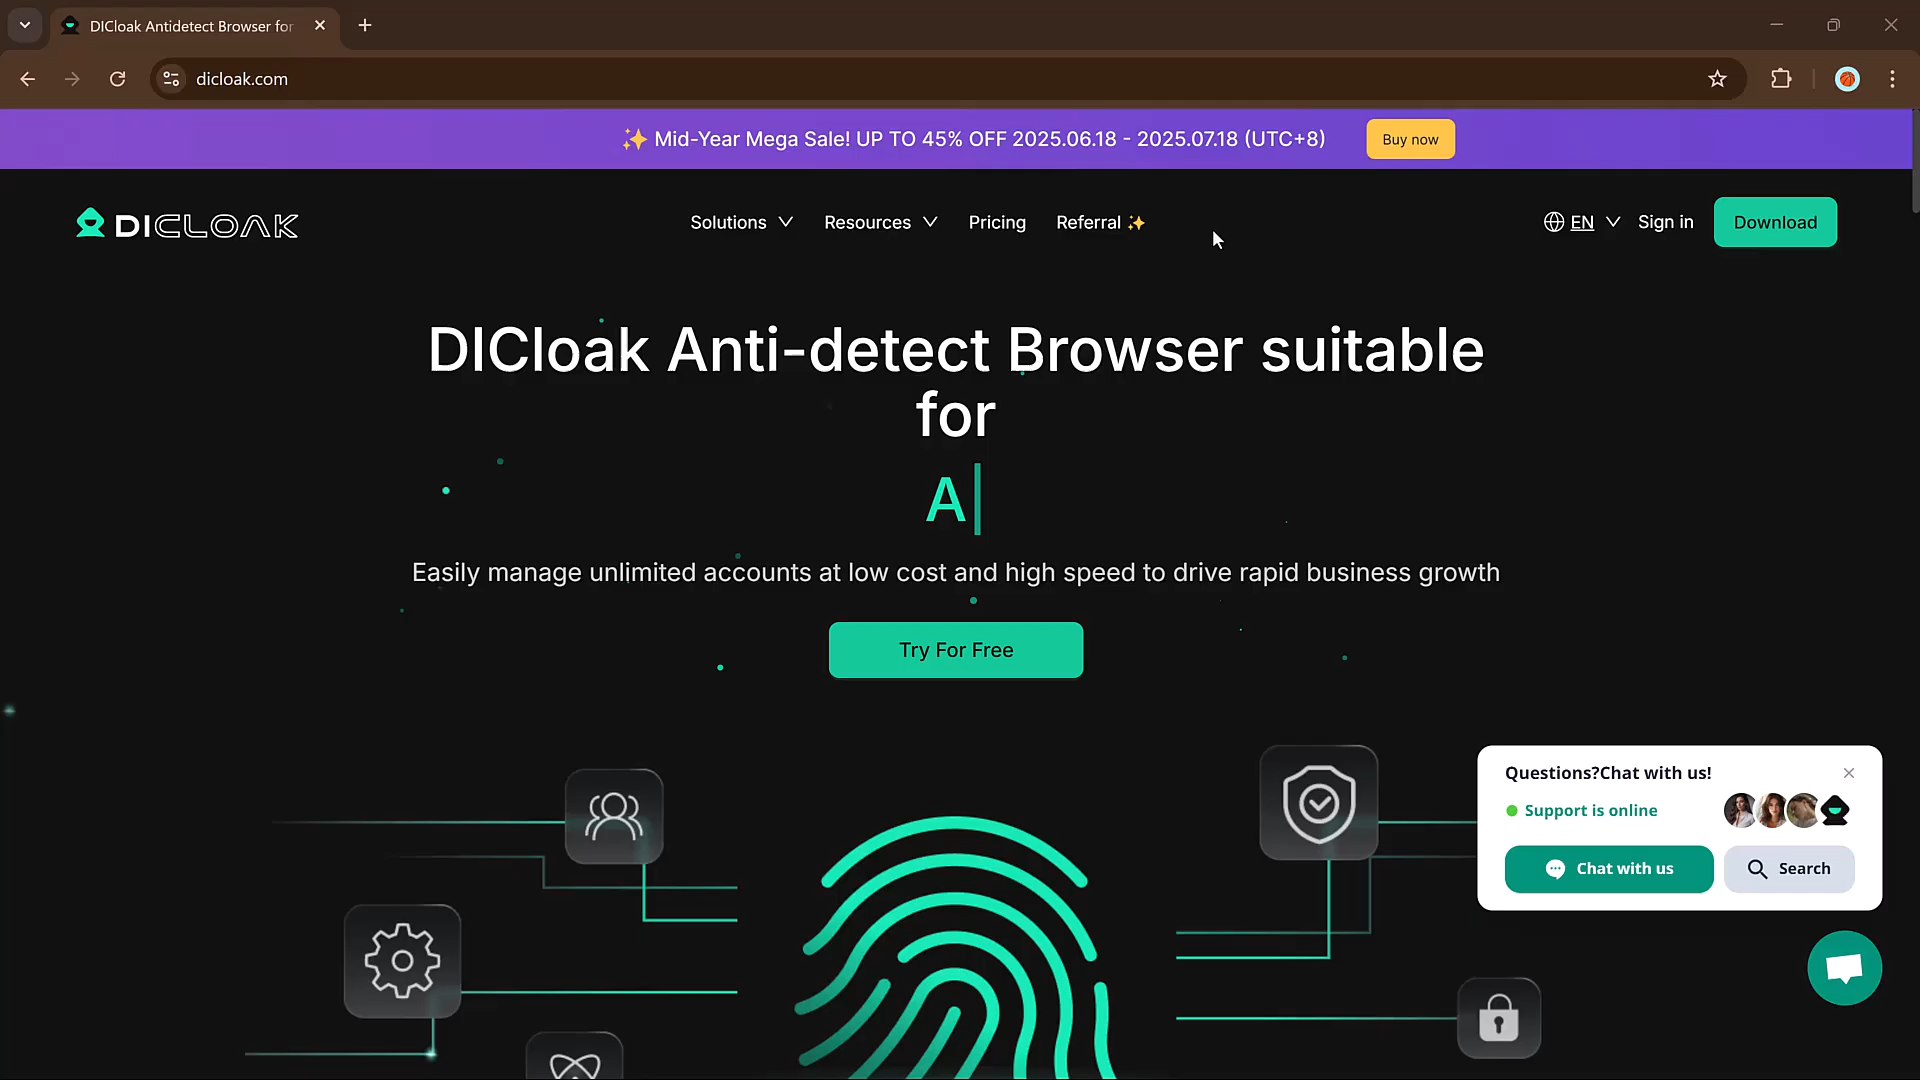 DICloak Antidetect Browser for
dicloak.com
✨ Mid-Year Mega Sale! UP TO 45% OFF 2025.06.18 - 2025.07.18 (UTC+8)
Buy now
DICLOAK
Solutions
Resources
Pricing
Referral ✨
EN
Sign in
Download
DICloak Anti-detect Browser suitable
for
A
Easily manage unlimited accounts at low cost and high speed to drive rapid business growth
Try For Free
Questions?Chat with us!
Support is online
Chat with us
Search